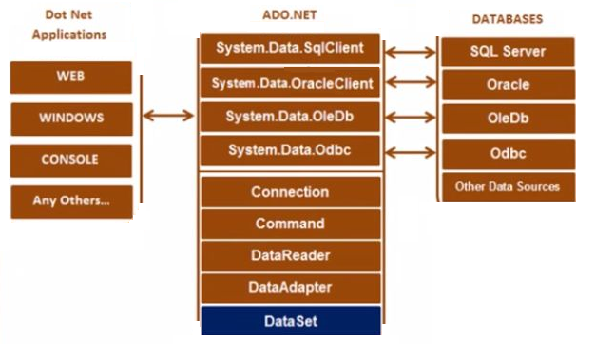 Dot Net
Applications
WEB
WINDOWS
CONSOLE
Any Others...
ADO.NET
System.Data.SqlClient
System.Data.OracleClient
System.Data.OleDb
System.Data.Odbc
Connection
Command
DataReader
DataAdapter
DataSet
DATABASES
SQL Server
Oracle
OleDb
Odbc
Other Data Sources